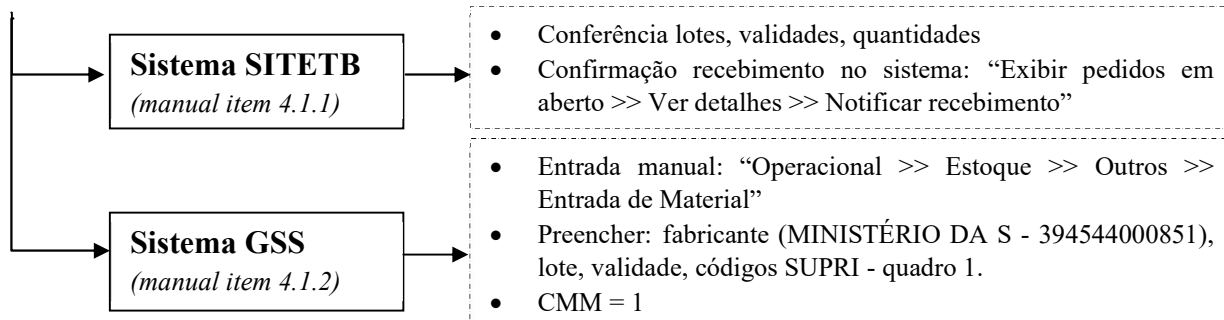 Sistema SITETB
(manual item 4.1.1)
• Conferência lotes, validades, quantidades
• Confirmação recebimento no sistema: “Exibir pedidos em
aberto >> Ver detalhes >> Notificar recebimento”
Sistema GSS
(manual item 4.1.2)
• Entrada manual: “Operacional >> Estoque >> Outros >>
Entrada de Material”
• Preencher: fabricante (MINISTÉRIO DA S - 394544000851),
lote, validade, códigos SUPRI - quadro 1.
• CMM = 1